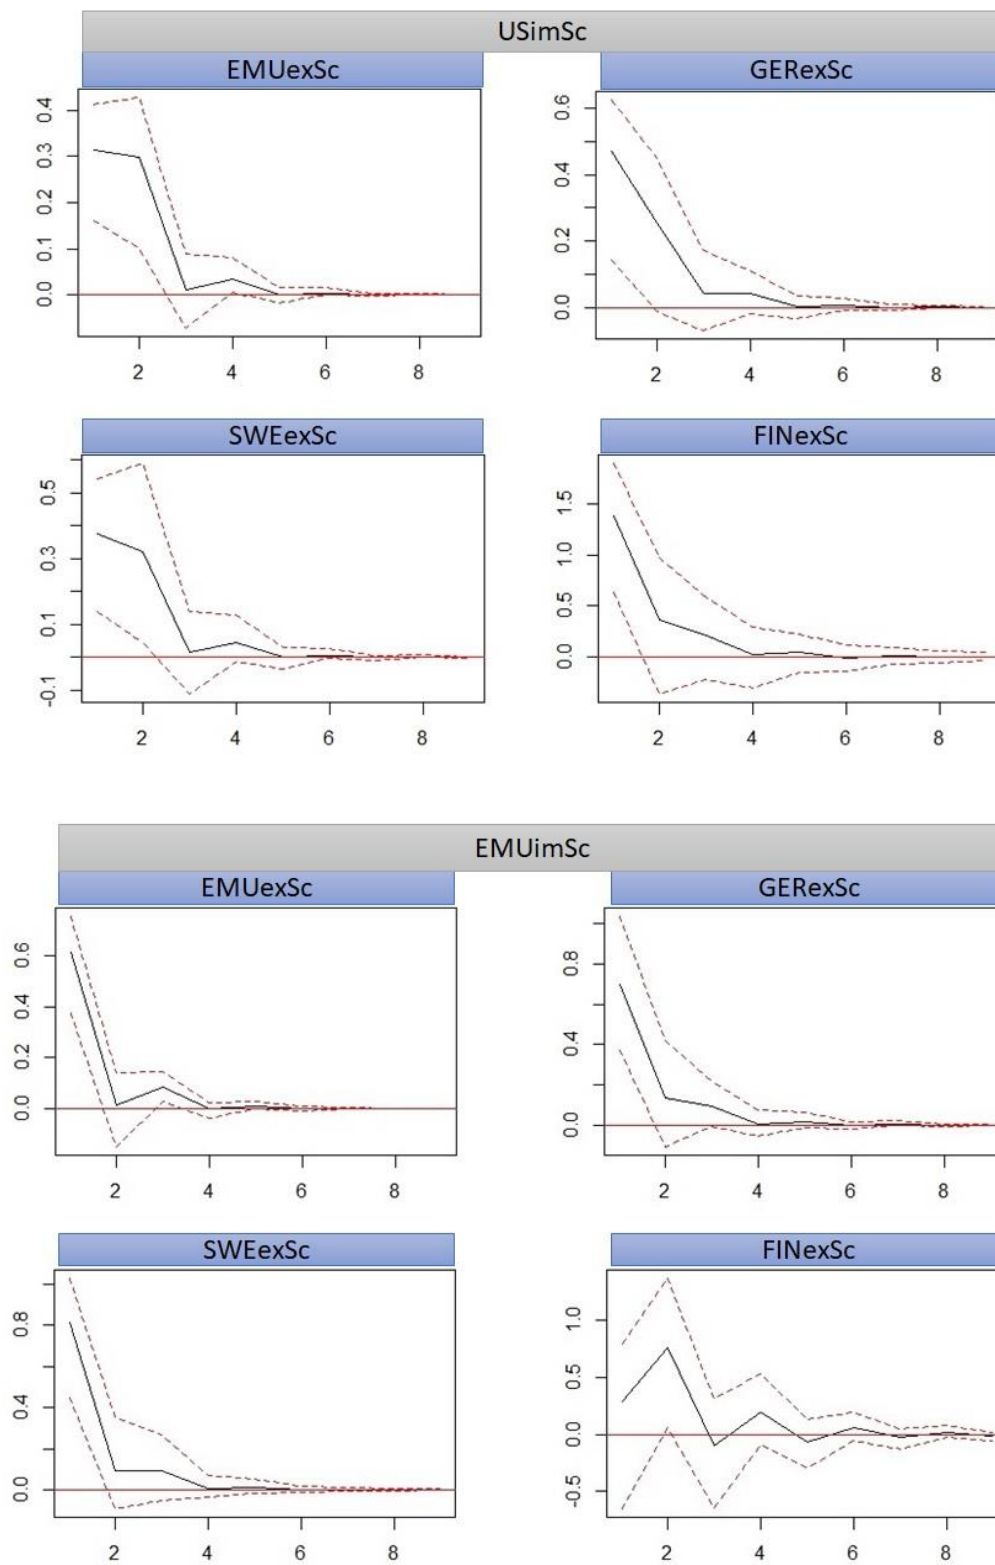 USimSc
EMUexSc GERexSc
0.4 0.3 0.2 0.1 0.0
0.6 0.4 0.2 0.0
2 4 6 8
2 4 6 8
SWEexSc FINexSc
0.5 0.3 0.1 -0.1
1.5 1.0 0.5 0.0
2 4 6 8
2 4 6 8
EMUimSc
EMUexSc GERexSc
0.6 0.4 0.2 0.0
0.8 0.4 0.0
2 4 6 8
2 4 6 8
SWEexSc FINexSc
0.8 0.4 0.0
1.0 0.5 0.0 -0.5
2 4 6 8
2 4 6 8